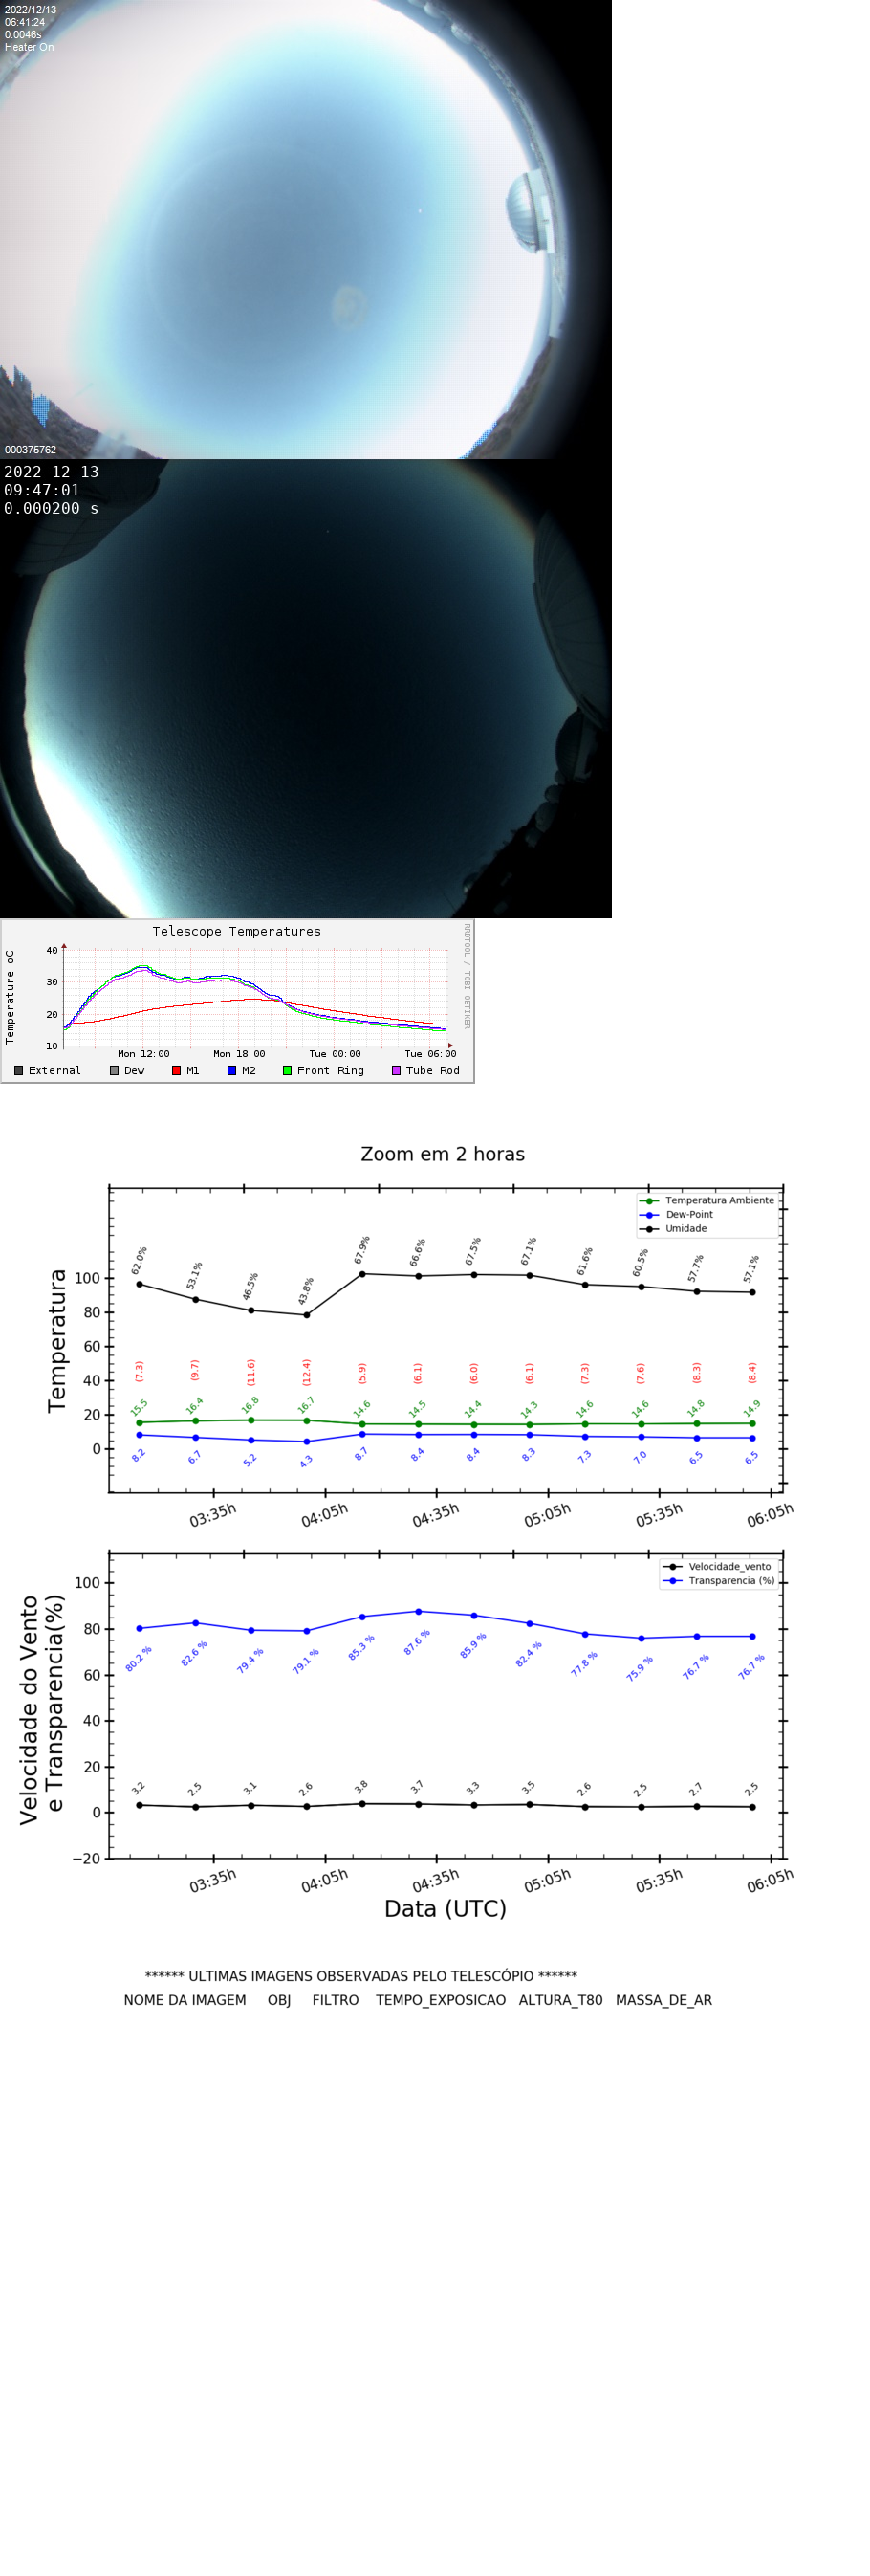 2022/12/13
06:41:24
0.0046s
Heater On
000375762
2022-12-13
09:47:01
0.000200 s
Telescope Temperatures
RRDTOOL / TOBI OETIKER
Temperature oC
40
30
20
10
Mon 12:00 Mon 18:00 Tue 00:00 Tue 06:00
External Dew M1 M2 Front Ring Tube Rod
Zoom em 2 horas
Temperatura Ambiente
Dew-Point
Umidade
Temperatura
100
80
60
40
20
0
62.0% 53.1% 46.5% 43.8% 67.9% 66.6% 67.5% 67.1% 61.6% 60.5% 57.7% 57.1%
(7.3) (9.7) (11.6) (12.4) (5.9) (6.1) (6.0) (6.1) (7.3) (7.6) (8.3) (8.4)
15.5 16.4 16.8 16.7 14.6 14.5 14.4 14.3 14.6 14.6 14.8 14.9
8.2 6.7 5.2 4.3 8.7 8.4 8.4 8.3 7.3 7.0 6.5 6.5
03:35h 04:05h 04:35h 05:05h 05:35h 06:05h
Velocidade_vento
Transparencia (%)
Velocidade do Vento
e Transparencia(%)
100
80
60
40
20
0
−20
80.2 % 82.6 % 79.4 % 79.1 % 85.3 % 87.6 % 85.9 % 82.4 % 77.8 % 75.9 % 76.7 % 76.7 %
3.2 2.5 3.1 2.6 3.8 3.7 3.3 3.5 2.6 2.5 2.7 2.5
03:35h 04:05h 04:35h 05:05h 05:35h 06:05h
Data (UTC)
****** ULTIMAS IMAGENS OBSERVADAS PELO TELESCÓPIO ******
NOME DA IMAGEM OBJ FILTRO TEMPO_EXPOSICAO ALTURA_T80 MASSA_DE_AR